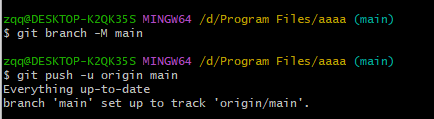 zqq@DESKTOP-K2QK35S MINGW64 /d/Program Files/aaaa (main)
$ git branch -M main
zqq@DESKTOP-K2QK35S MINGW64 /d/Program Files/aaaa (main)
$ git push -u origin main
Everything up-to-date
branch 'main' set up to track 'origin/main'.